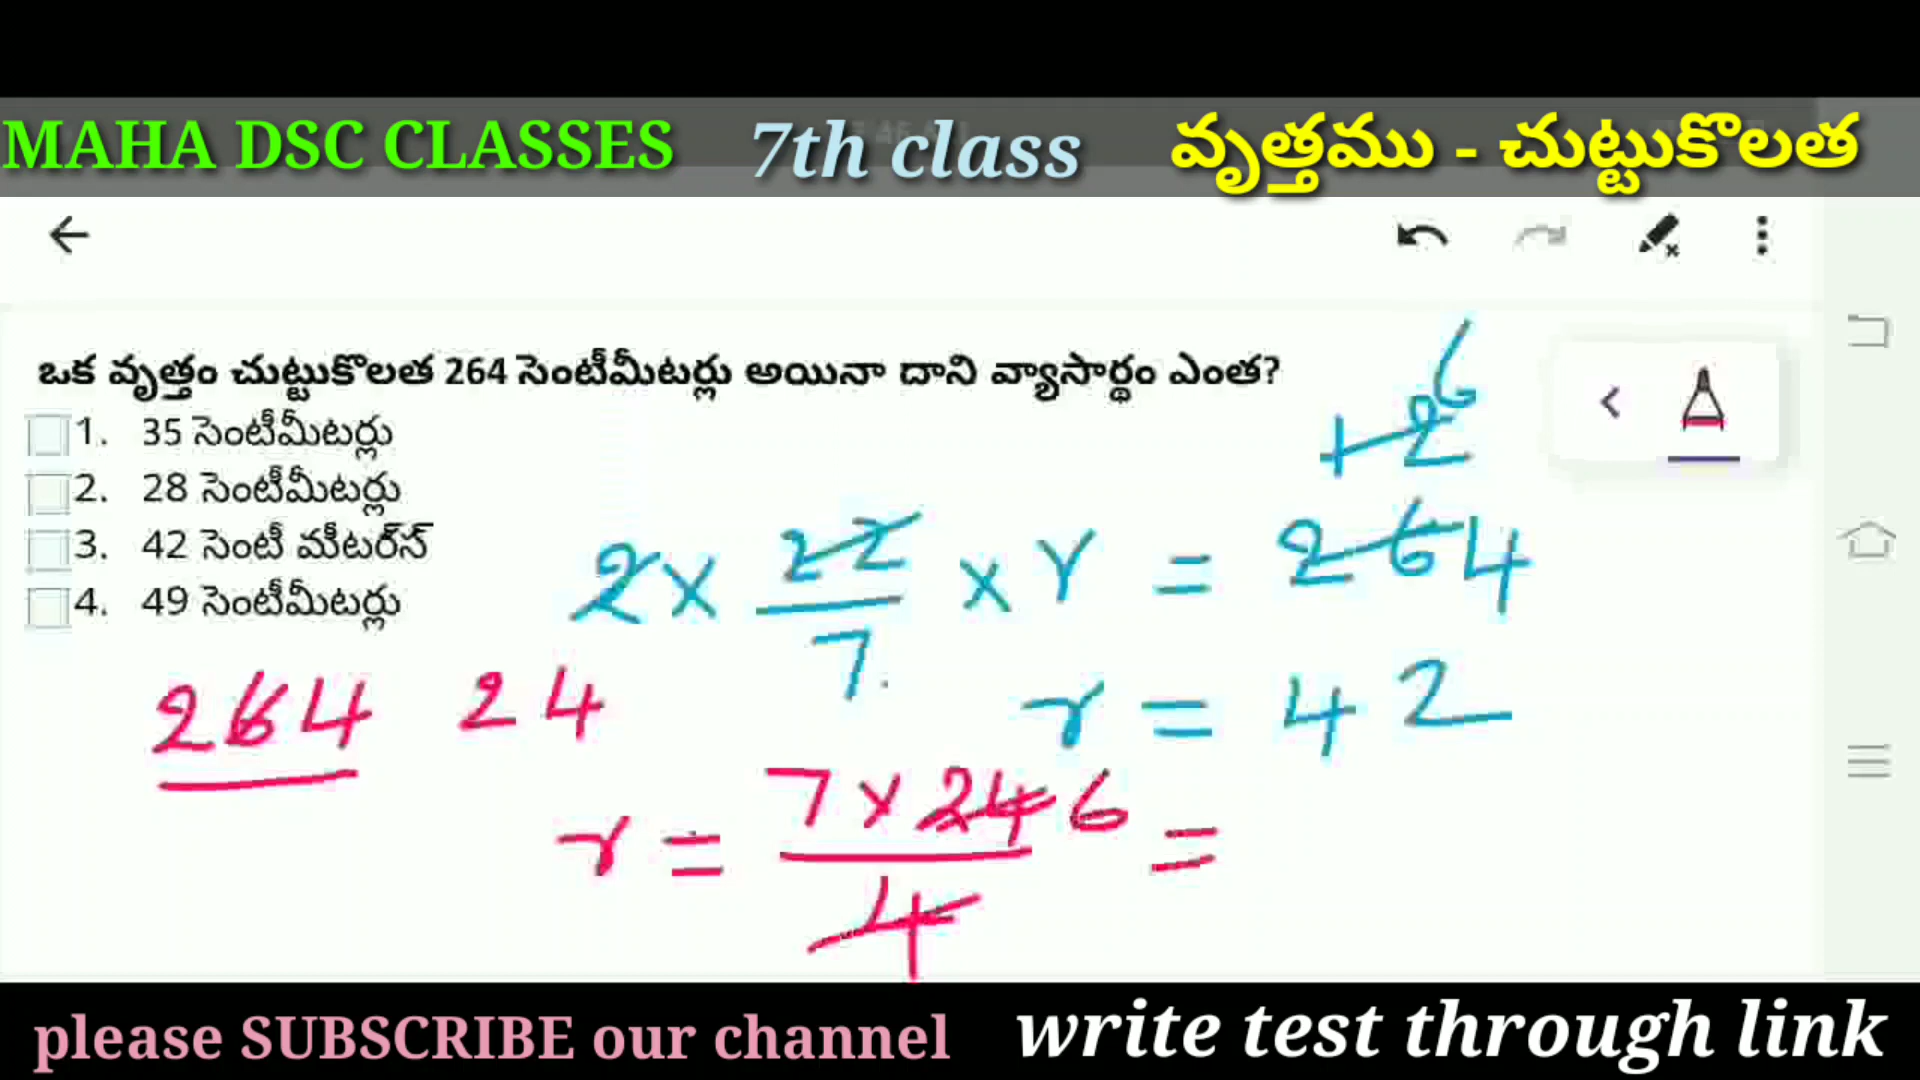 MAHA DSC CLASSES 7th class వృత్తము - చుట్టుకొలత
ఒక వృత్తం చుట్టుకొలత 264 సెంటీమీటర్లు అయినా దాని వ్యాసార్థం ఎంత?
1. 35 సెంటీమీటర్లు
2. 28 సెంటీమీటర్లు
3. 42 సెంటీ మీటర్స్
4. 49 సెంటీమీటర్లు
6
12
2 x 22/7 x r = 264
r = 42
264 24
r = 7 x 24 6 / 4 =
please SUBSCRIBE our channel write test through link